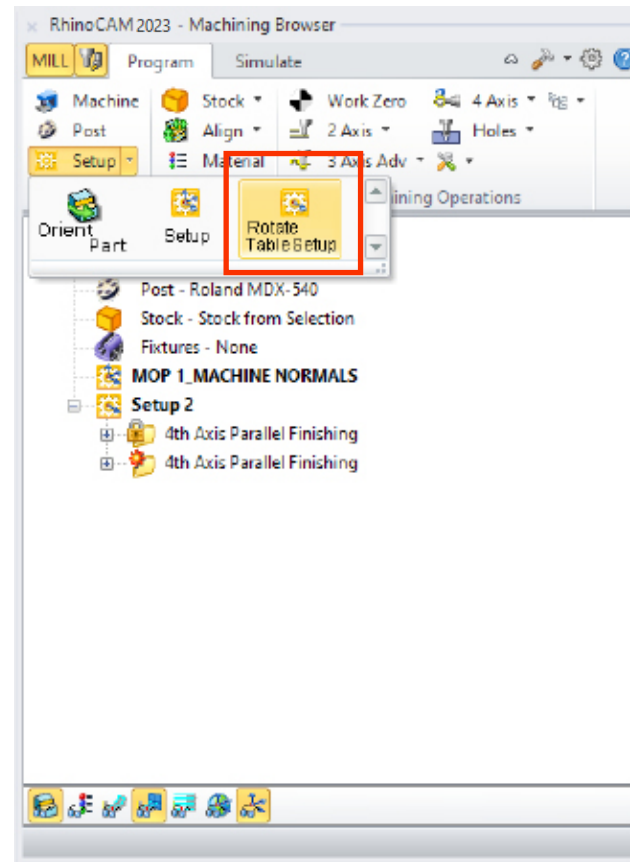 RhinoCAM 2023 - Machining Browser
MILL Program Simulate
Machine Stock Work Zero 4 Axis
Post Align 2 Axis Holes
Setup Material 3 Axis Adv
ining Operations
Orient Part Setup Rotate Table Setup
Post - Roland MDX-540
Stock - Stock from Selection
Fixtures - None
MOP 1_MACHINE NORMALS
Setup 2
4th Axis Parallel Finishing
4th Axis Parallel Finishing